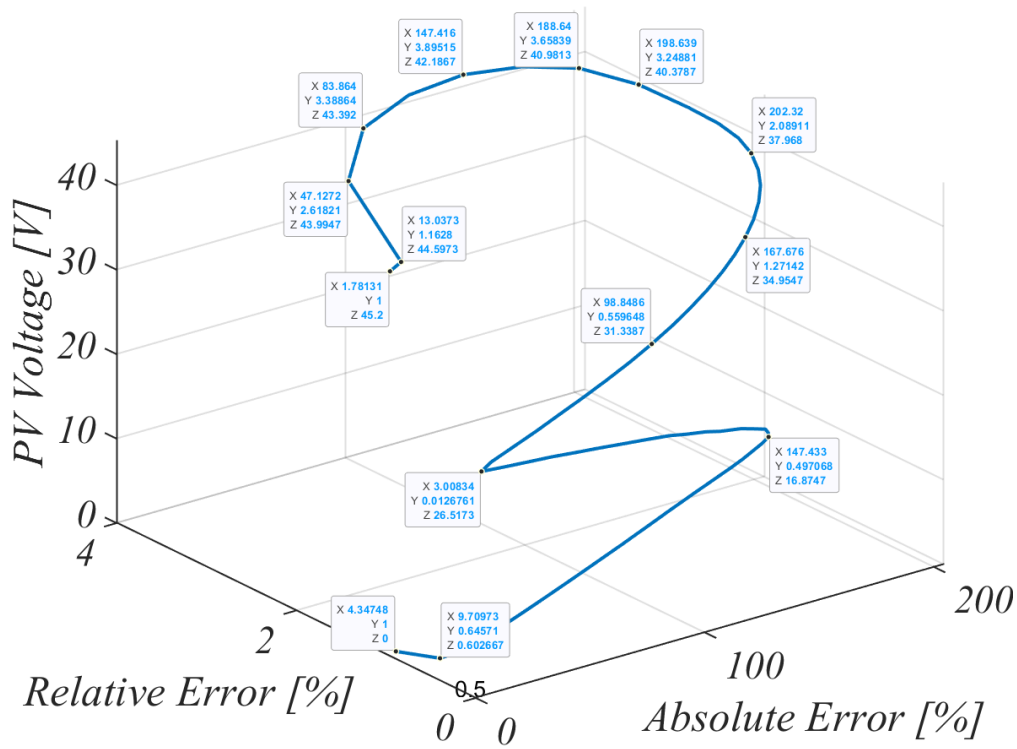 X 147.416
Y 3.89515
Z 42.1867
X 188.64
Y 3.65839
Z 40.9813
X 198.639
Y 3.24881
Z 40.3787
X 83.864
Y 3.38864
Z 43.392
X 202.32
Y 2.08911
Z 37.968
X 47.1272
Y 2.61821
Z 43.9947
X 13.0373
Y 1.1628
Z 44.5973
X 1.78131
Y 1
Z 45.2
X 167.676
Y 1.27142
Z 34.9547
X 98.8486
Y 0.559648
Z 31.3387
X 147.433
Y 0.497068
Z 16.8747
X 3.00834
Y 0.0126761
Z 26.5173
X 4.34748
Y 1
Z 0
X 9.70973
Y 0.64571
Z 0.602667
PV Voltage [V]
40
30
20
10
0
4
2
0
Relative Error [%]
0.5
0
100
200
Absolute Error [%]